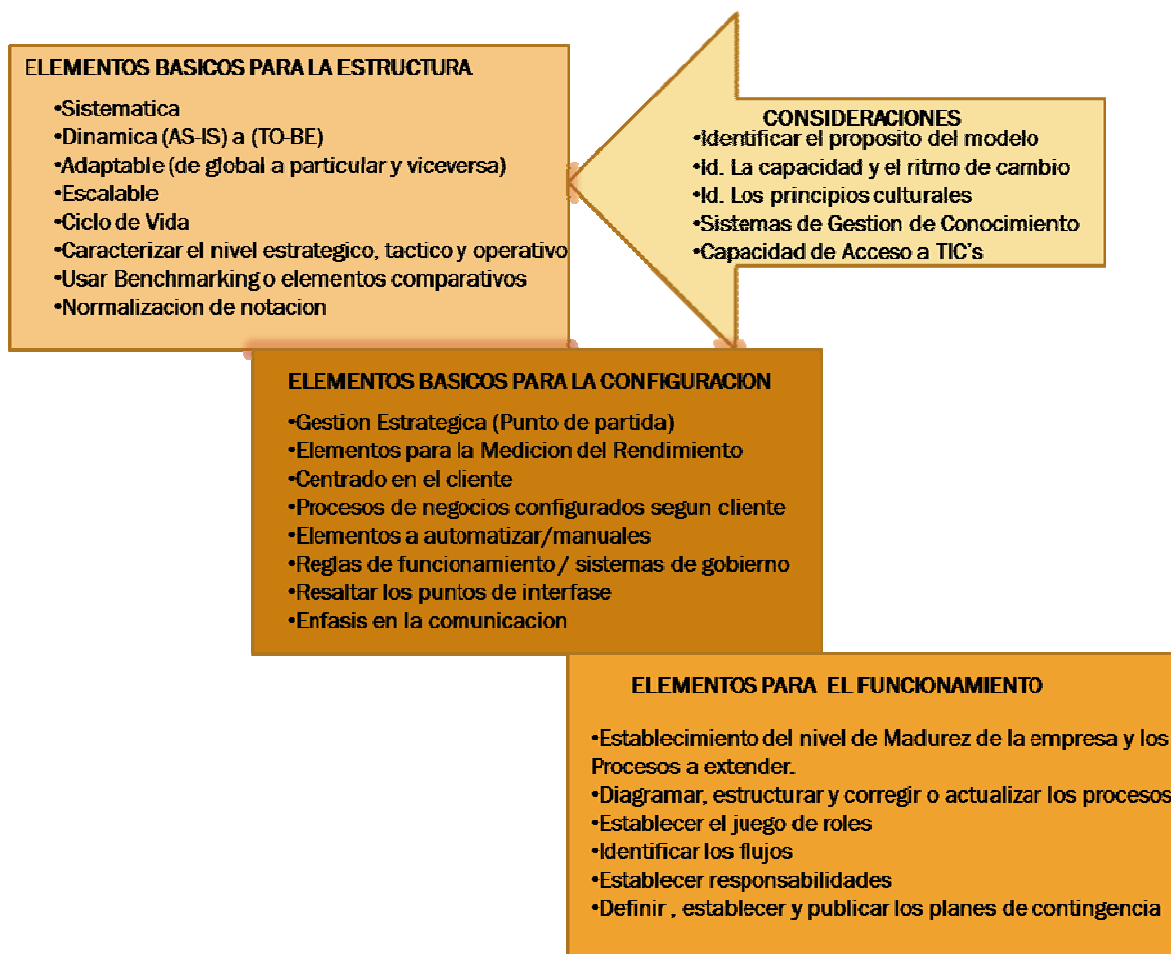 ELEMENTOS BASICOS PARA LA ESTRUCTURA
•Sistematica
•Dinamica (AS-IS) a (TO-BE)
•Adaptable (de global a particular y viceversa)
•Escalable
•Ciclo de Vida
•Caracterizar el nivel estrategico, tactico y operativo
•Usar Benchmarking o elementos comparativos
•Normalizacion de notacion
CONSIDERACIONES
•Identificar el proposito del modelo
•Id. La capacidad y el ritmo de cambio
•Id. Los principios culturales
•Sistemas de Gestion de Conocimiento
•Capacidad de Acceso a TIC's
ELEMENTOS BASICOS PARA LA CONFIGURACION
•Gestion Estrategica (Punto de partida)
•Elementos para la Medicion del Rendimiento
•Centrado en el cliente
•Procesos de negocios configurados segun cliente
•Elementos a automatizar/manuales
•Reglas de funcionamiento / sistemas de gobierno
•Resaltar los puntos de interfase
•Enfasis en la comunicacion
ELEMENTOS PARA EL FUNCIONAMIENTO
•Establecimiento del nivel de Madurez de la empresa y los
Procesos a extender.
•Diagramar, estructurar y corregir o actualizar los procesos
•Establecer el juego de roles
•Identificar los flujos
•Establecer responsabilidades
•Definir , establecer y publicar los planes de contingencia